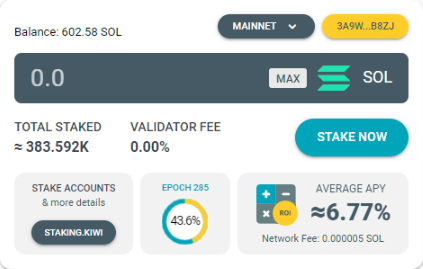 Balance: 602.58 SOL
MAINNET
3A9W...B8ZJ
0.0
MAX
SOL
TOTAL STAKED
≈ 383.592K
VALIDATOR FEE
0.00%
STAKE NOW
STAKE ACCOUNTS
& more details
STAKING.KIWI
EPOCH 285
43.6%
ROI
AVERAGE APY
≈6.77%
Network Fee: 0.000005 SOL